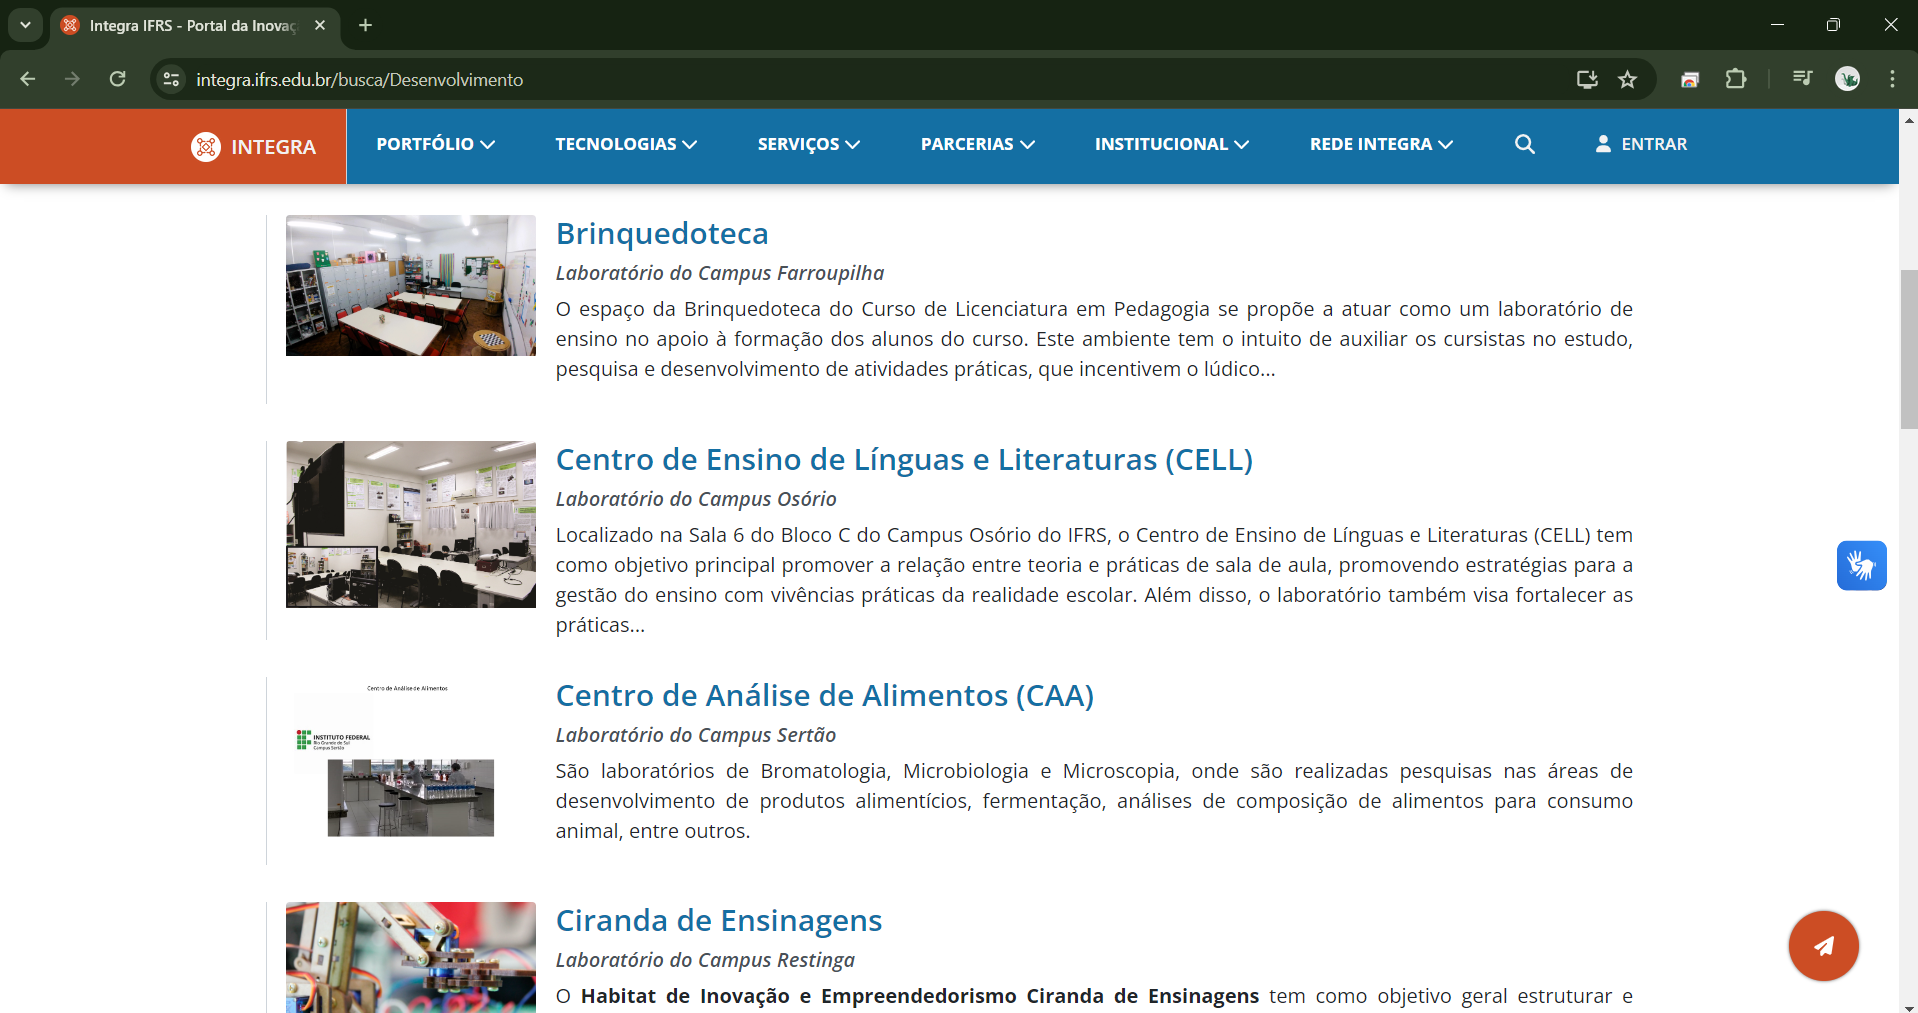 Integra IFRS - Portal da Inovaç
integra.ifrs.edu.br/busca/Desenvolvimento
INTEGRA
PORTFÓLIO
TECNOLOGIAS
SERVIÇOS
PARCERIAS
INSTITUCIONAL
REDE INTEGRA
ENTRAR
Brinquedoteca
Laboratório do Campus Farroupilha
O espaço da Brinquedoteca do Curso de Licenciatura em Pedagogia se propõe a atuar como um laboratório de
ensino no apoio à formação dos alunos do curso. Este ambiente tem o intuito de auxiliar os cursistas no estudo,
pesquisa e desenvolvimento de atividades práticas, que incentivem o lúdico...
Centro de Ensino de Línguas e Literaturas (CELL)
Laboratório do Campus Osório
Localizado na Sala 6 do Bloco C do Campus Osório do IFRS, o Centro de Ensino de Línguas e Literaturas (CELL) tem
como objetivo principal promover a relação entre teoria e práticas de sala de aula, promovendo estratégias para a
gestão do ensino com vivências práticas da realidade escolar. Além disso, o laboratório também visa fortalecer as
práticas...
Centro de Análise de Alimentos
INSTITUTO FEDERAL
Rio Grande do Sul
Campus Sertão
Centro de Análise de Alimentos (CAA)
Laboratório do Campus Sertão
São laboratórios de Bromatologia, Microbiologia e Microscopia, onde são realizadas pesquisas nas áreas de
desenvolvimento de produtos alimentícios, fermentação, análises de composição de alimentos para consumo
animal, entre outros.
Ciranda de Ensinagens
Laboratório do Campus Restinga
O Habitat de Inovação e Empreendedorismo Ciranda de Ensinagens tem como objetivo geral estruturar e